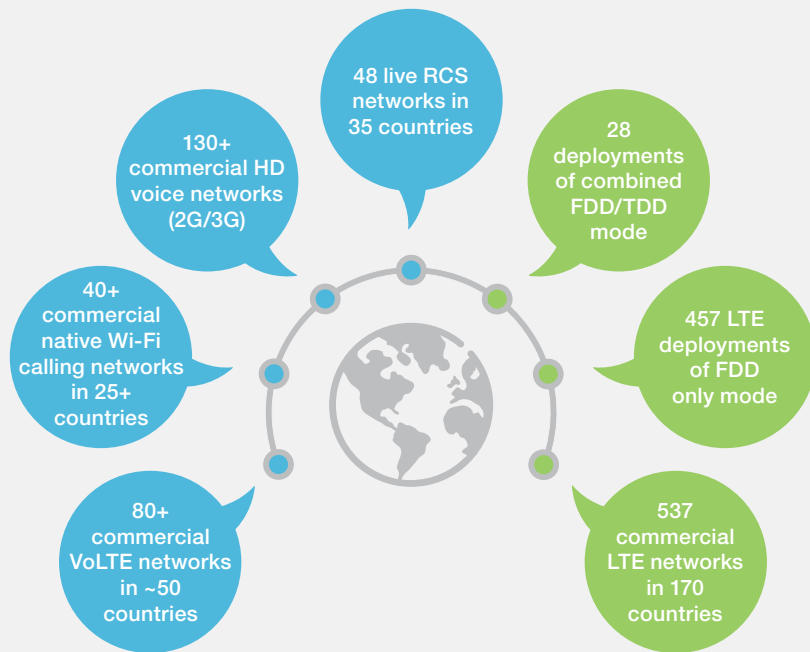 48 live RCS
networks in
35 countries
130+
commercial HD
voice networks
(2G/3G)
28
deployments
of combined
FDD/TDD
mode
40+
commercial
native Wi-Fi
calling networks
in 25+
countries
457 LTE
deployments
of FDD
only mode
80+
commercial
VoLTE networks
in ~50
countries
537
commercial
LTE networks
in 170
countries